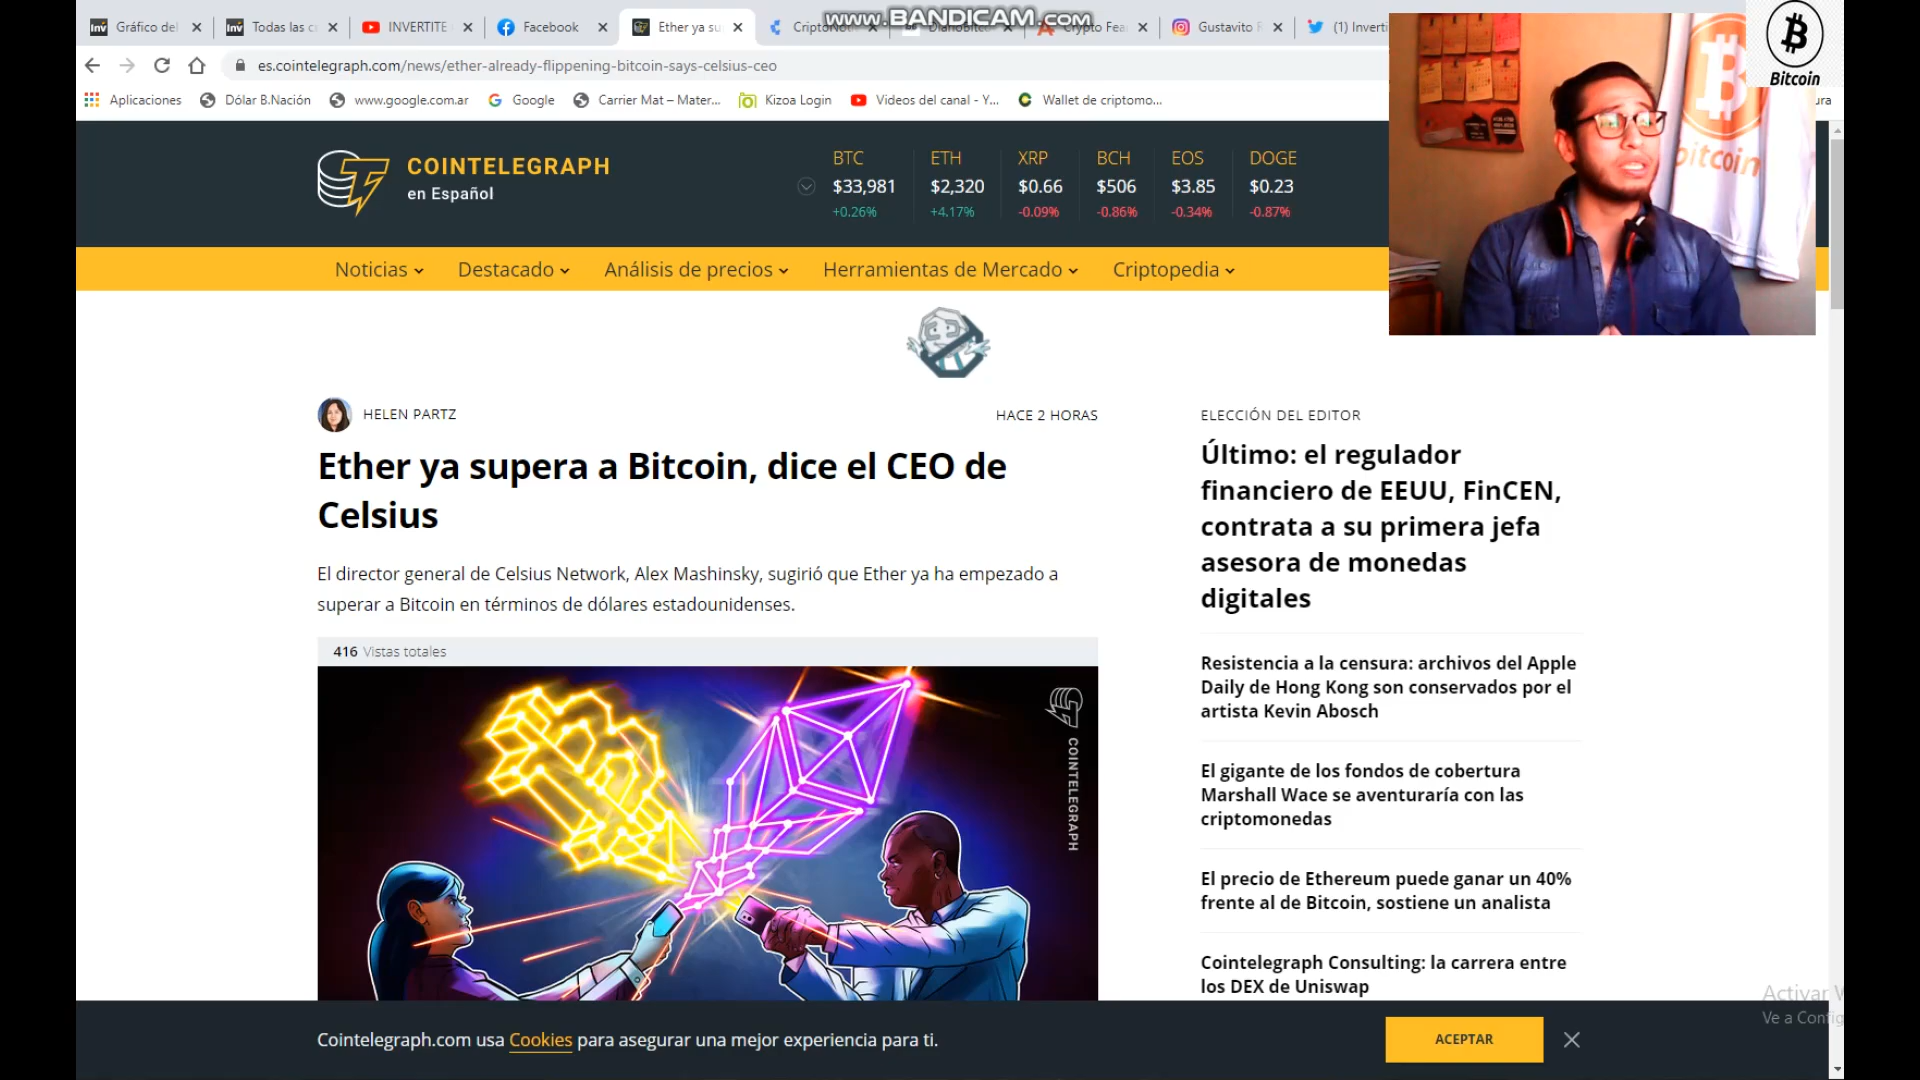 Gráfico del
Todas las c
INVERTITE
Facebook
Ether ya su
CriptoNoti
DiarioBitco
Crypto Fea
Gustavito R
(1) Inverti
www.BANDICAM.com
es.cointelegraph.com/news/ether-already-flippening-bitcoin-says-celsius-ceo
Aplicaciones
Dólar B.Nación
www.google.com.ar
Google
Carrier Mat – Mater...
Kizoa Login
Videos del canal - Y...
Wallet de criptomo...
Bitcoin
bitcoin
COINTELEGRAPH
en Español
BTC
$33,981
+0.26%
ETH
$2,320
+4.17%
XRP
$0.66
-0.09%
BCH
$506
-0.86%
EOS
$3.85
-0.34%
DOGE
$0.23
-0.87%
Noticias
Destacado
Análisis de precios
Herramientas de Mercado
Criptopedia
HELEN PARTZ
HACE 2 HORAS
Ether ya supera a Bitcoin, dice el CEO de
Celsius
El director general de Celsius Network, Alex Mashinsky, sugirió que Ether ya ha empezado a
superar a Bitcoin en términos de dólares estadounidenses.
416 Vistas totales
COINTELEGRAPH
ELECCIÓN DEL EDITOR
Último: el regulador
financiero de EEUU, FinCEN,
contrata a su primera jefa
asesora de monedas
digitales
Resistencia a la censura: archivos del Apple
Daily de Hong Kong son conservados por el
artista Kevin Abosch
El gigante de los fondos de cobertura
Marshall Wace se aventuraría con las
criptomonedas
El precio de Ethereum puede ganar un 40%
frente al de Bitcoin, sostiene un analista
Cointelegraph Consulting: la carrera entre
los DEX de Uniswap
Activar W
Ve a Config
Cointelegraph.com usa Cookies para asegurar una mejor experiencia para ti.
ACEPTAR